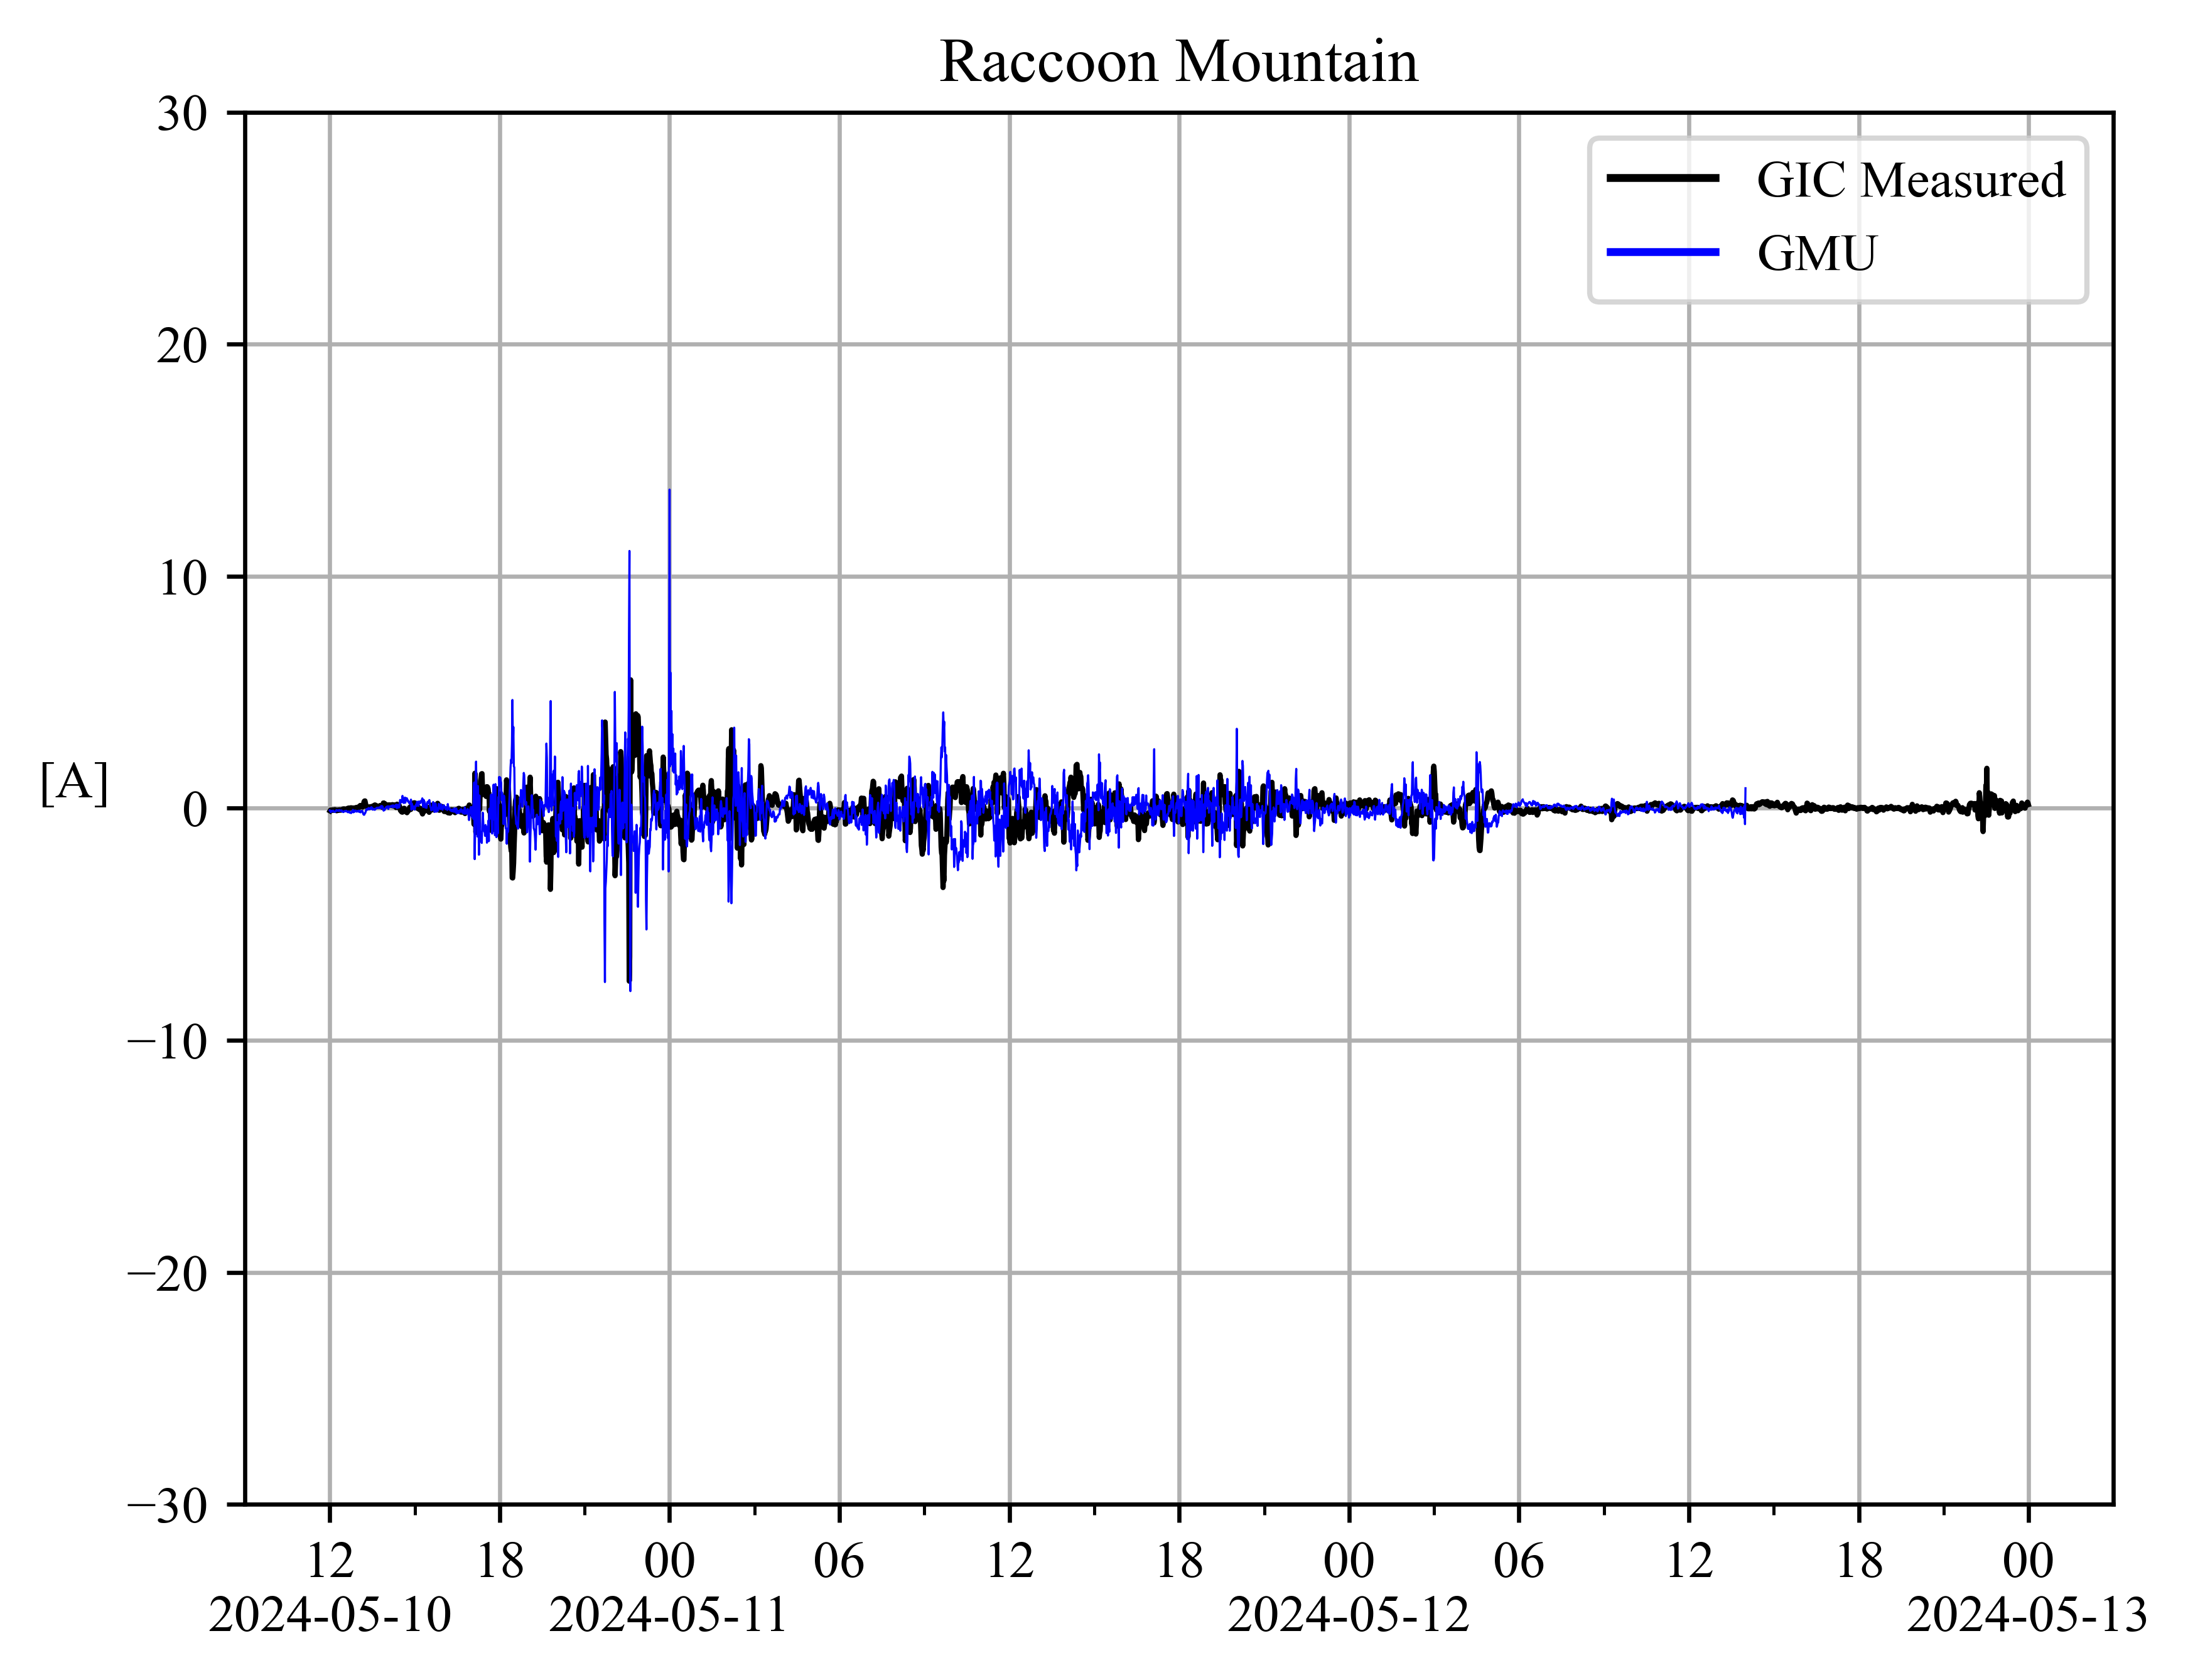 Raccoon Mountain
30
20
10
0
−10
−20
−30
[A]
GIC Measured
GMU
12 18 00 06 12 18 00 06 12 18 00
2024-05-10 2024-05-11 2024-05-12 2024-05-13